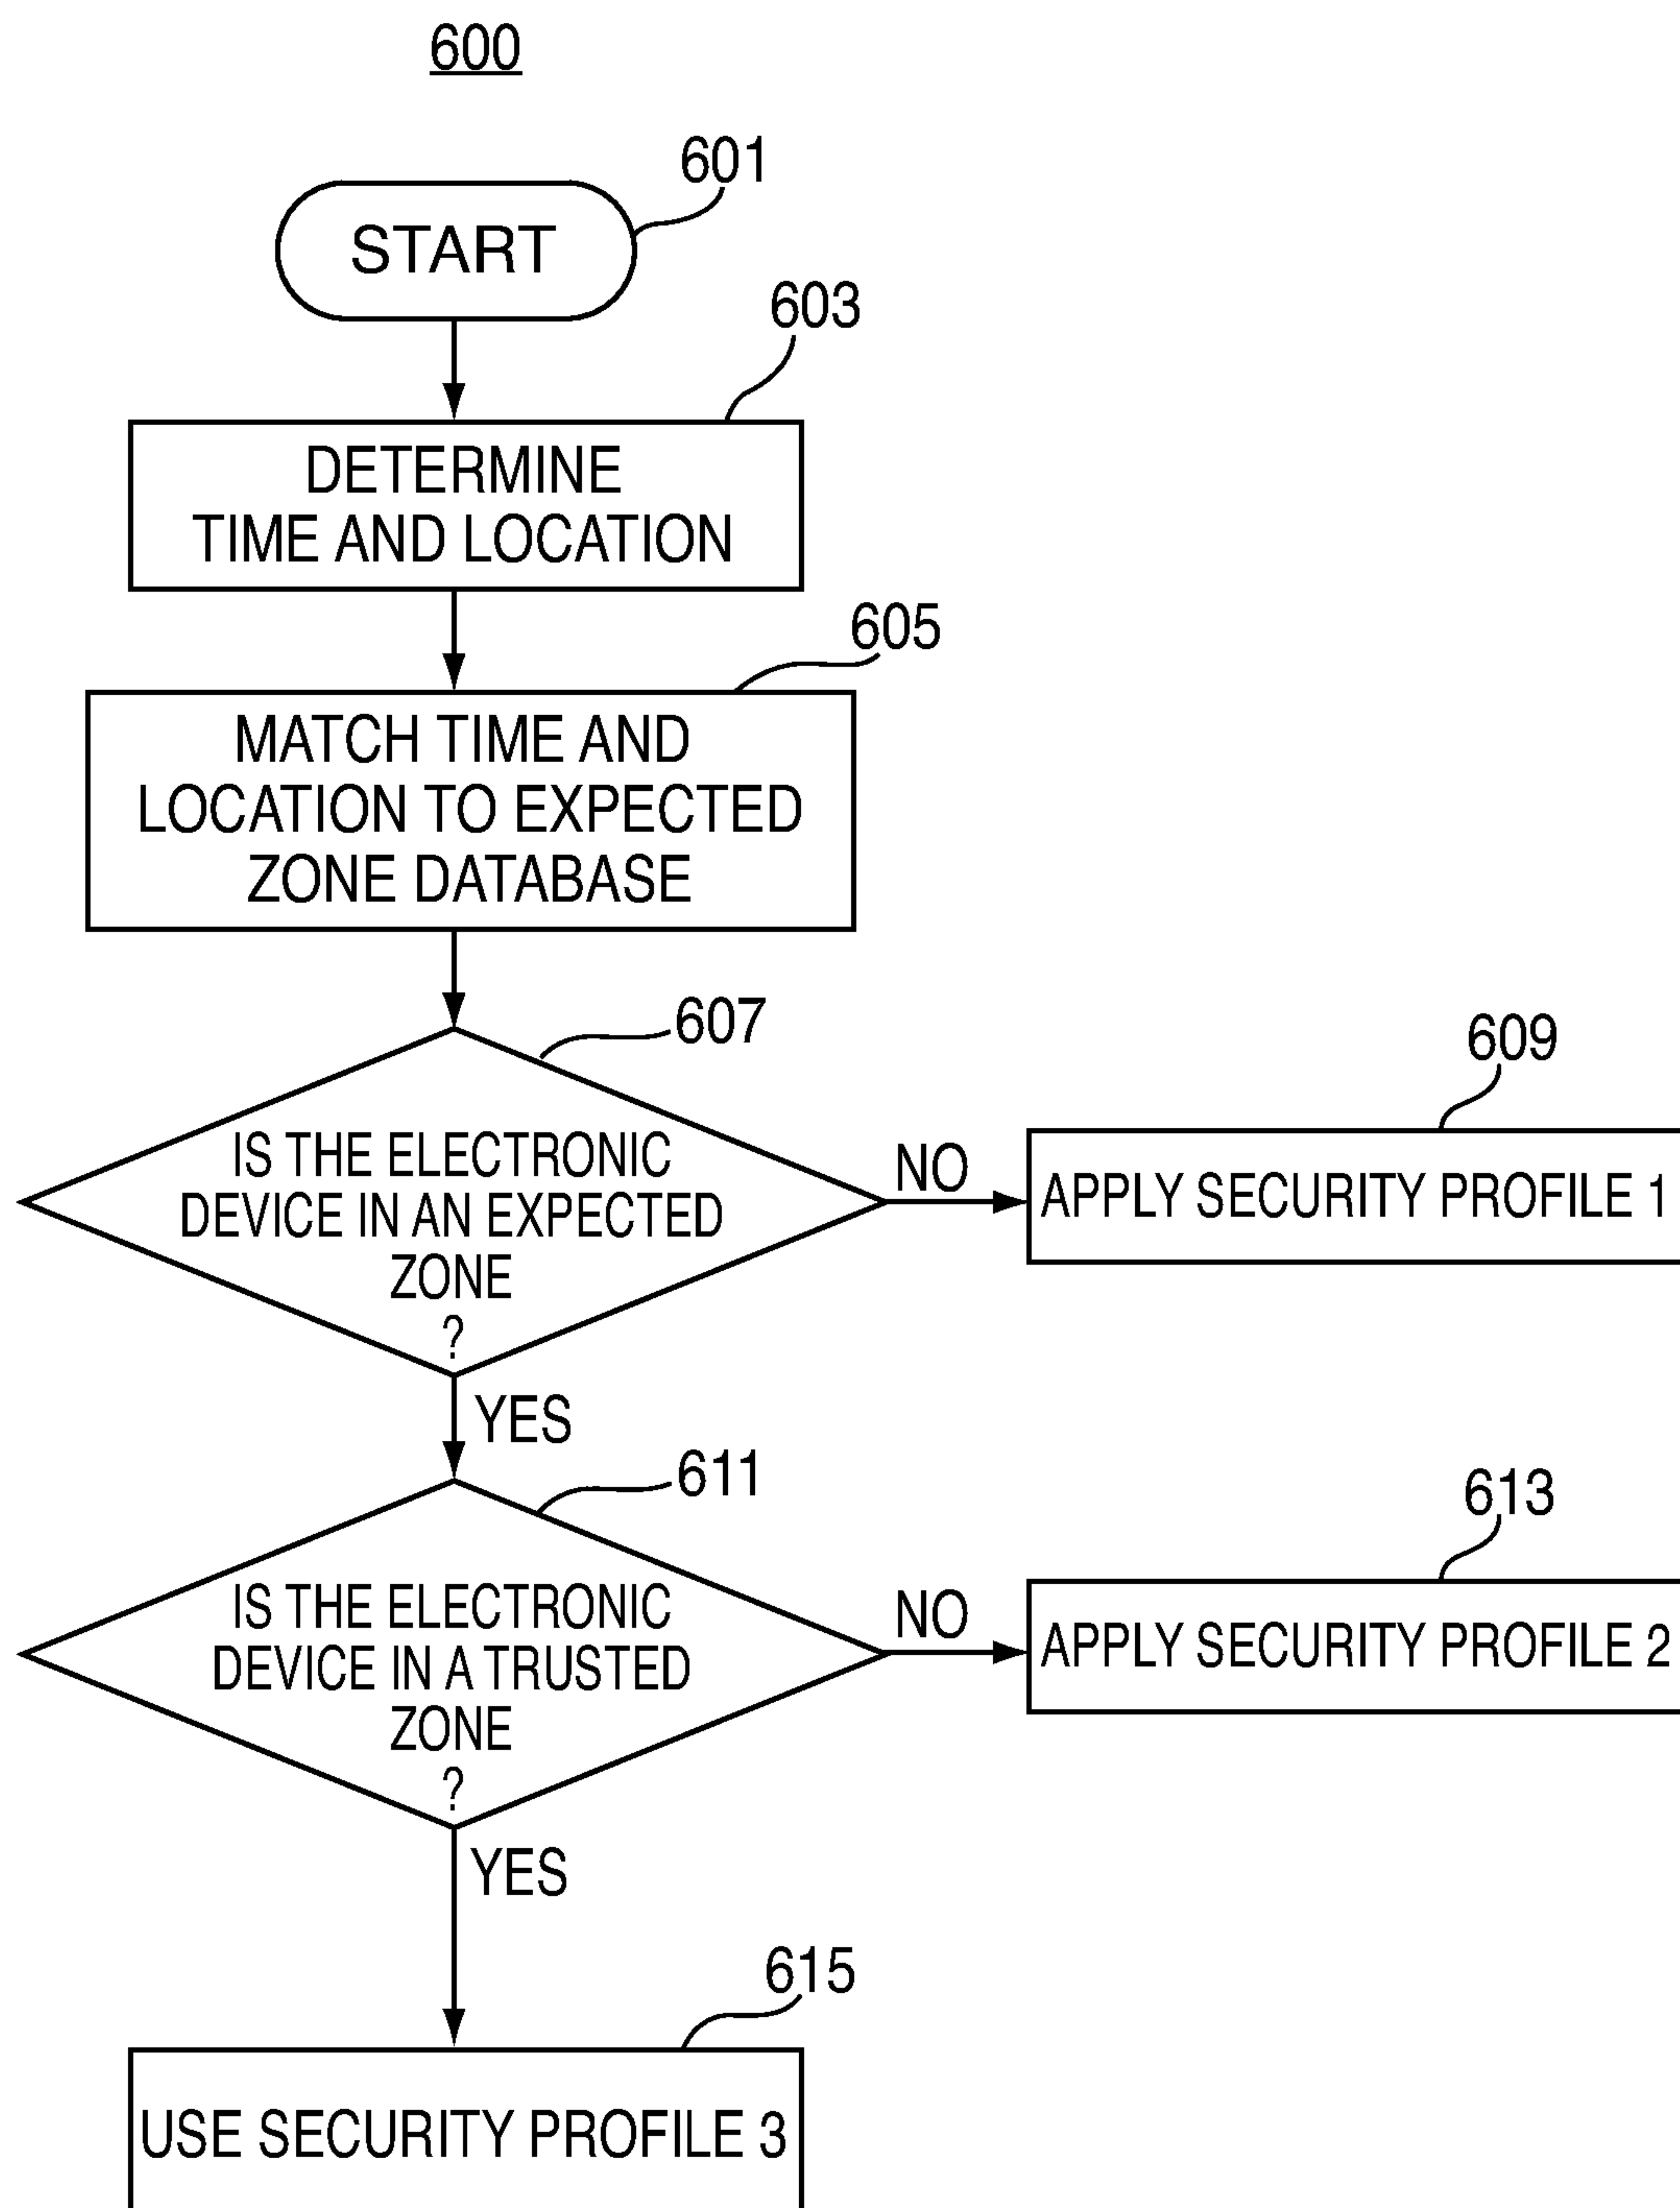 600
601
START
603
DETERMINE
TIME AND LOCATION
605
MATCH TIME AND
LOCATION TO EXPECTED
ZONE DATABASE
607
IS THE ELECTRONIC
DEVICE IN AN EXPECTED
ZONE
?
NO
609
APPLY SECURITY PROFILE 1
YES
611
IS THE ELECTRONIC
DEVICE IN A TRUSTED
ZONE
?
NO
613
APPLY SECURITY PROFILE 2
YES
615
USE SECURITY PROFILE 3